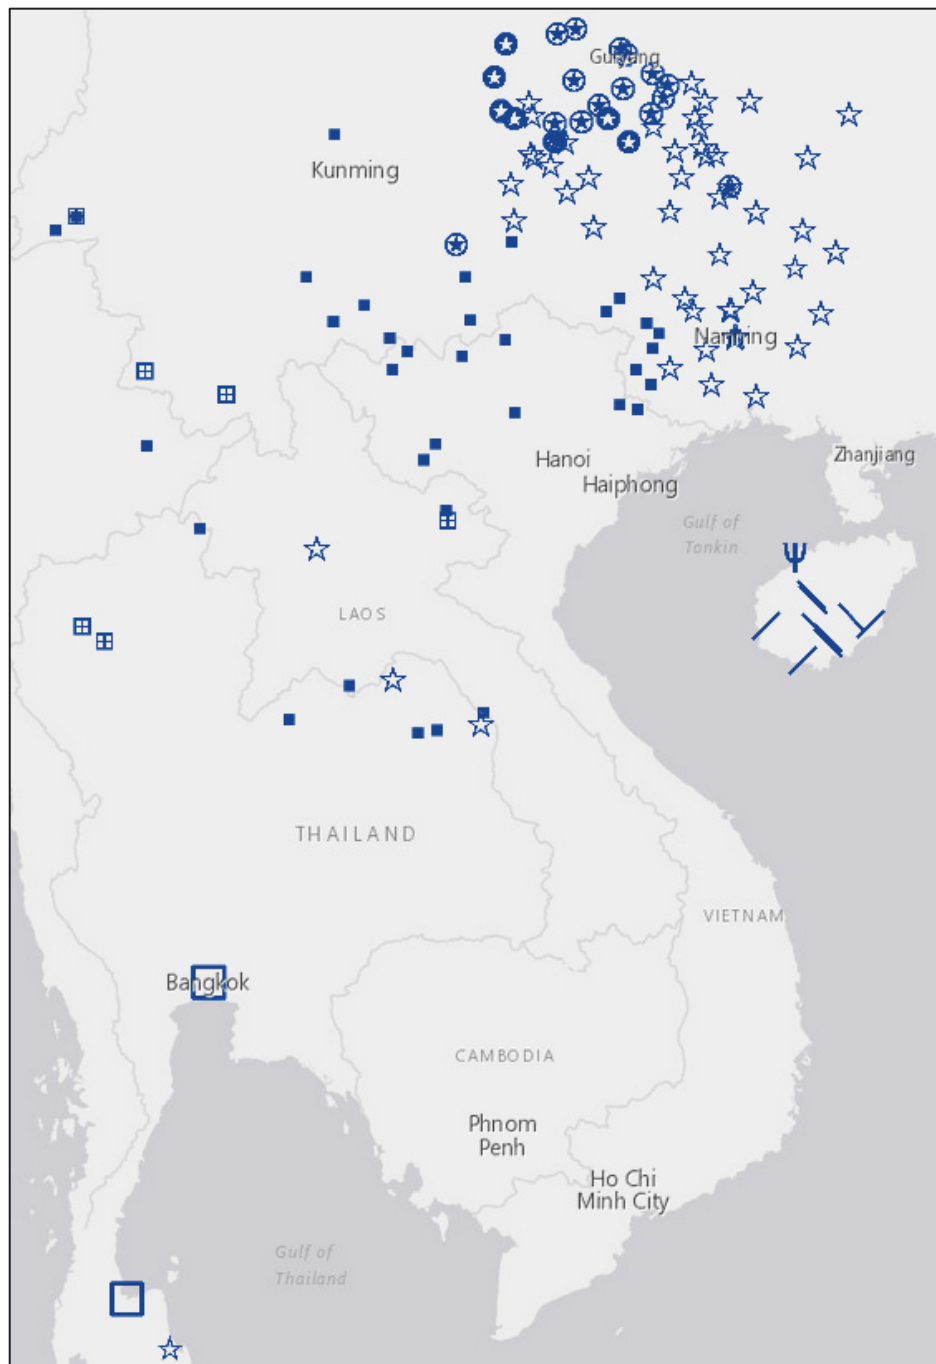 Guiyang
Kunming
Nanning
Hanoi
Haiphong
Zhanjiang
Gulf of
Tonkin
LAOS
THAILAND
VIETNAM
Bangkok
CAMBODIA
Phnom
Penh
Ho Chi
Minh City
Gulf of
Thailand